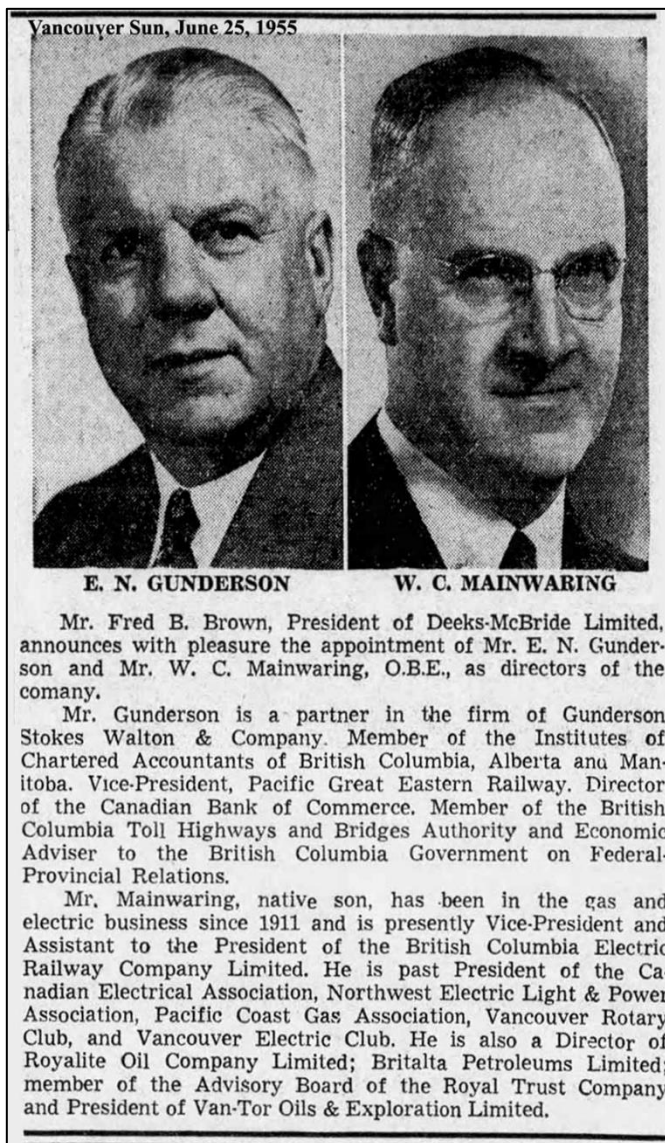 Vancouver Sun, June 25, 1955
E. N. GUNDERSON
W. C. MAINWARING
Mr. Fred B. Brown, President of Deeks-McBride Limited,
announces with pleasure the appointment of Mr. E. N. Gunder-
son and Mr. W. C. Mainwaring, O.B.E., as directors of the
comany.
Mr. Gunderson is a partner in the firm of Gunderson
Stokes Walton & Company. Member of the Institutes of
Chartered Accountants of British Columbia, Alberta and Man-
itoba. Vice-President, Pacific Great Eastern Railway. Director
of the Canadian Bank of Commerce. Member of the British
Columbia Toll Highways and Bridges Authority and Economic
Adviser to the British Columbia Government on Federal-
Provincial Relations.
Mr. Mainwaring, native son, has been in the gas and
electric business since 1911 and is presently Vice-President and
Assistant to the President of the British Columbia Electric
Railway Company Limited. He is past President of the Ca-
nadian Electrical Association, Northwest Electric Light & Power
Association, Pacific Coast Gas Association, Vancouver Rotary
Club, and Vancouver Electric Club. He is also a Director of
Royalite Oil Company Limited; Britalta Petroleums Limited;
member of the Advisory Board of the Royal Trust Company
and President of Van-Tor Oils & Exploration Limited.